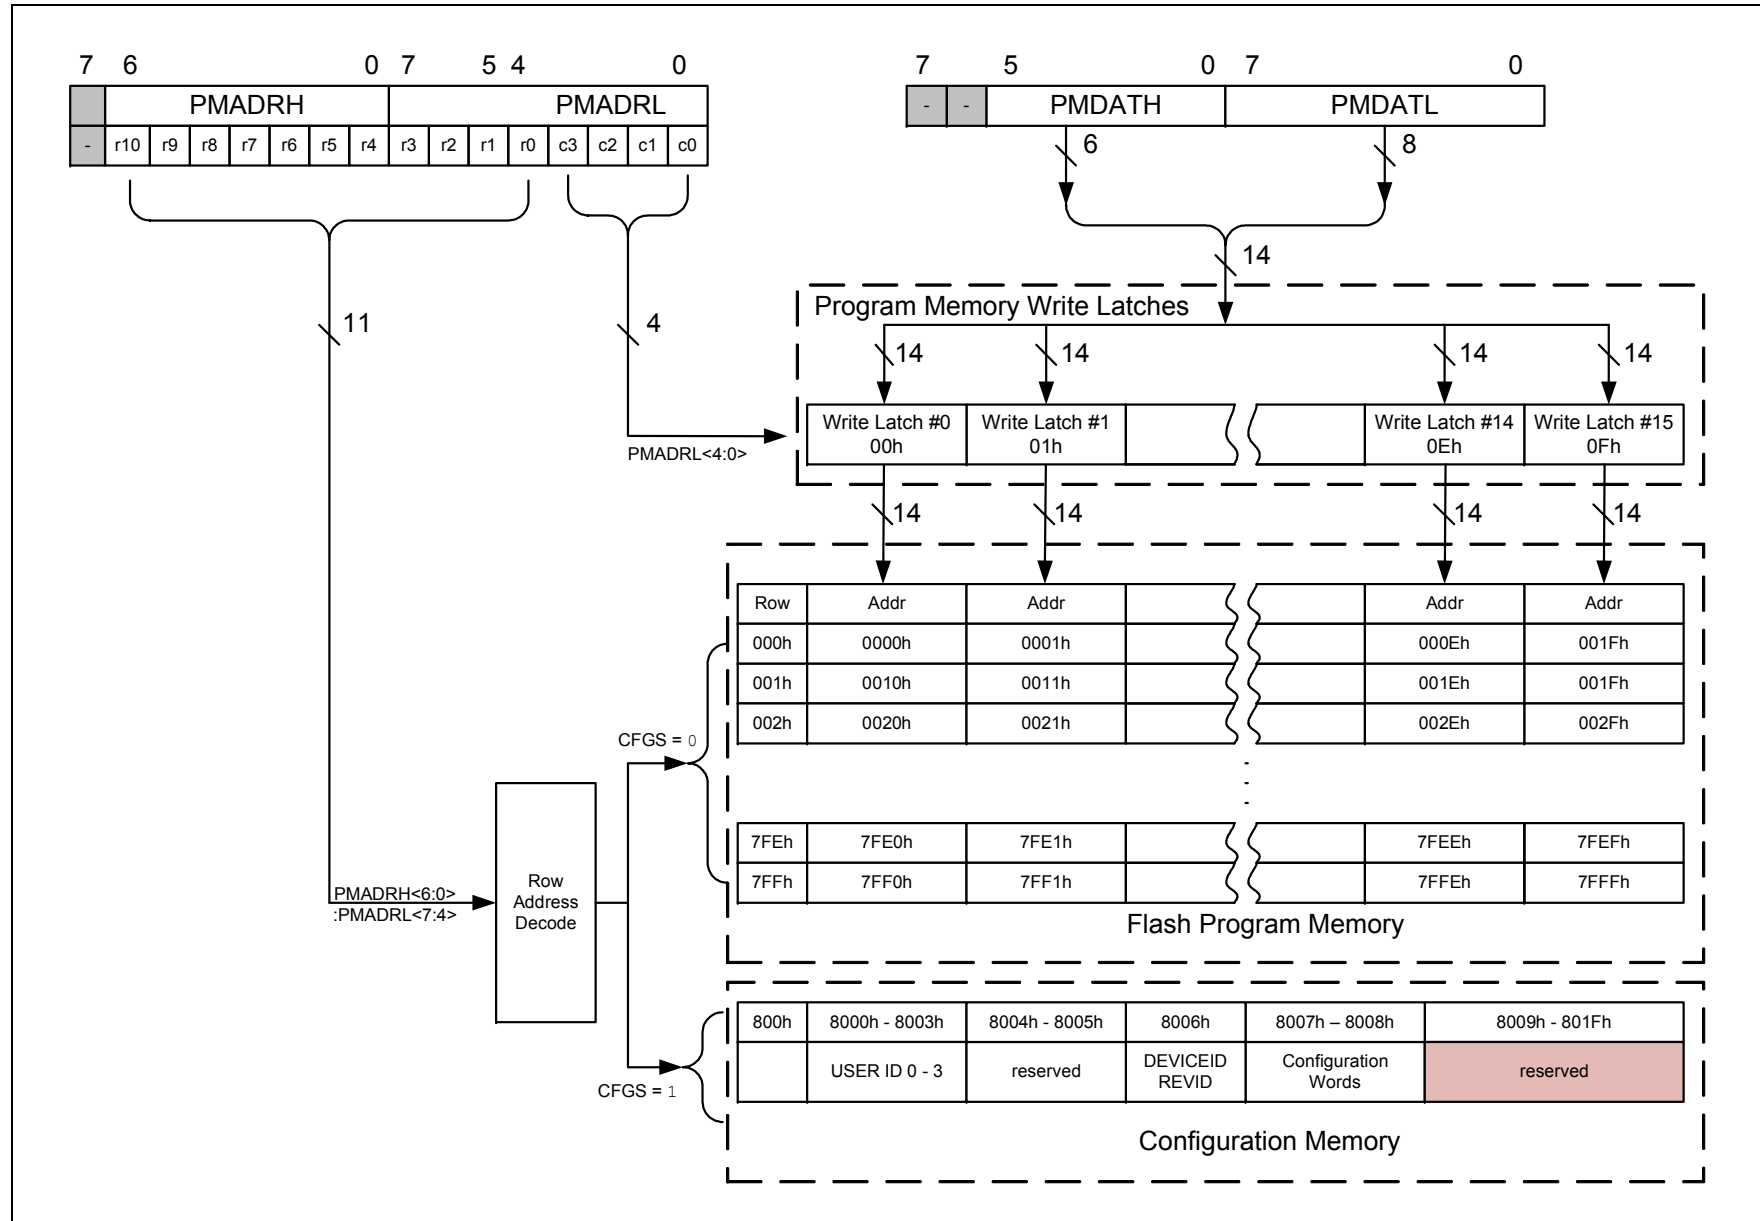 7 6 0 7 5 4 0
PMADRH PMADRL
- r10 r9 r8 r7 r6 r5 r4 r3 r2 r1 r0 c3 c2 c1 c0
7 5 0 7 0
- - PMDATH PMDATL
6 8
14
11
4
Program Memory Write Latches
14 14 14 14
Write Latch #0 Write Latch #1 Write Latch #14 Write Latch #15
00h 01h 0Eh 0Fh
PMADRL<4:0>
14 14 14 14
Row Addr Addr Addr Addr
000h 0000h 0001h 000Eh 001Fh
001h 0010h 0011h 001Eh 001Fh
002h 0020h 0021h 002Eh 002Fh
CFGS = 0
7FEh 7FE0h 7FE1h 7FEEh 7FEFh
7FFh 7FF0h 7FF1h 7FFEh 7FFFh
Flash Program Memory
PMADRH<6:0>
:PMADRL<7:4>
Row
Address
Decode
800h 8000h - 8003h 8004h - 8005h 8006h 8007h – 8008h 8009h - 801Fh
USER ID 0 - 3 reserved DEVICEID Configuration reserved
REVID Words
CFGS = 1
Configuration Memory